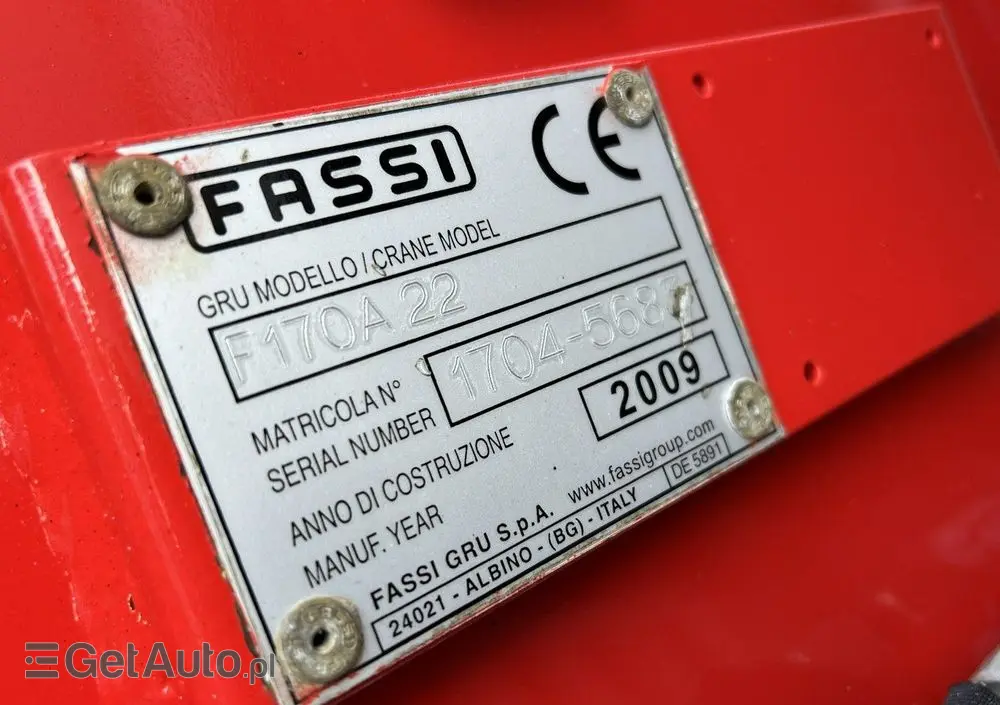 FASSI CE
GRU MODELLO / CRANE MODEL
F170A 22
MATRICOLA N°
SERIAL NUMBER
ANNO DI COSTRUZIONE
MANUF. YEAR
2009
FASSI GRU S.p.A. www.fassigroup.com
24021 - ALBINO - (BG) - ITALY DE 5891
GetAuto.pl